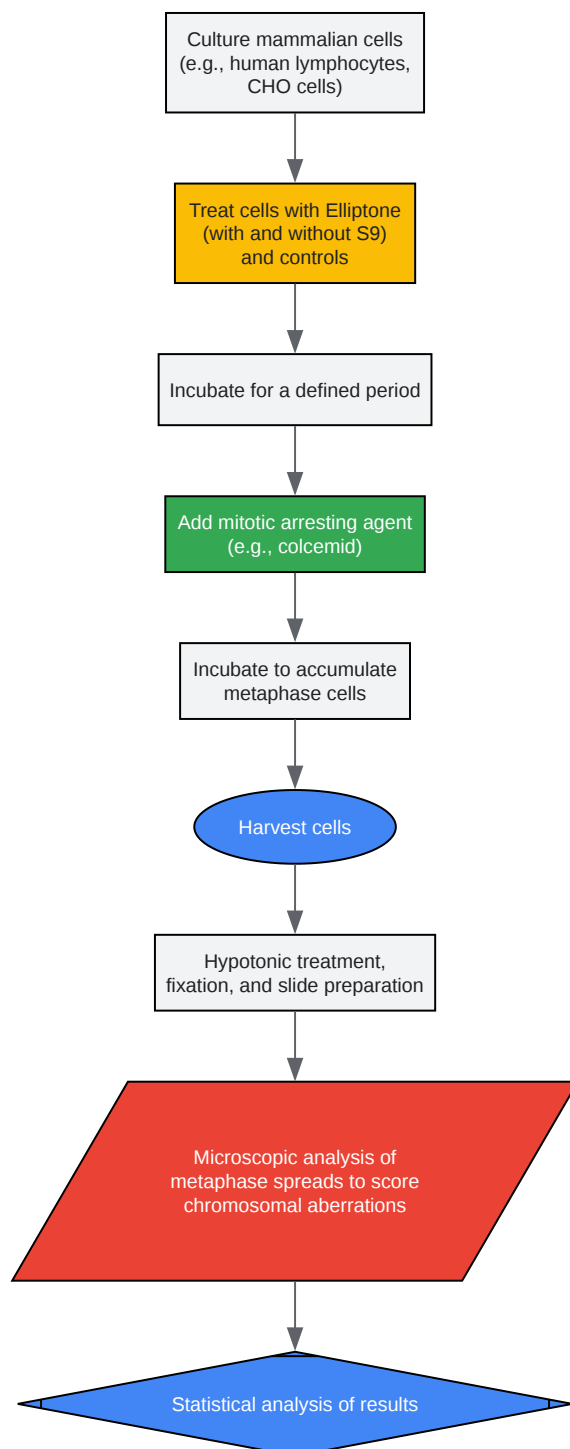 Culture mammalian cells
(e.g., human lymphocytes,
CHO cells)
Treat cells with Elliptone
(with and without S9)
and controls
Incubate for a defined period
Add mitotic arresting agent
(e.g., colcemid)
Incubate to accumulate
metaphase cells
Harvest cells
Hypotonic treatment,
fixation, and slide preparation
Microscopic analysis of
metaphase spreads to score
chromosomal aberrations
Statistical analysis of results